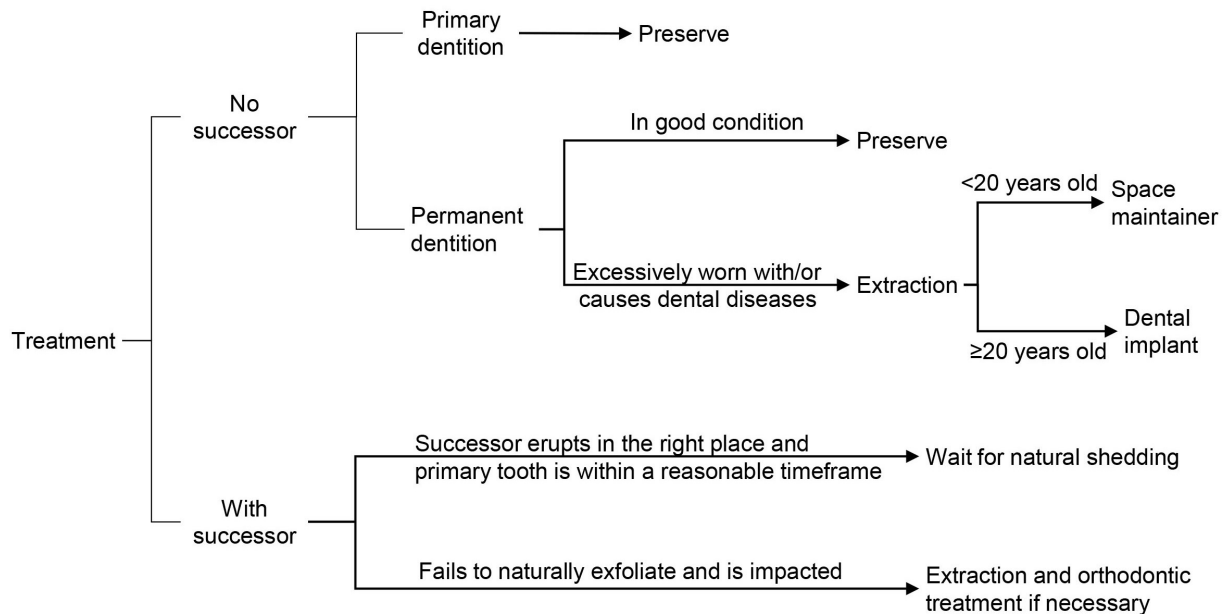 Primary
dentition
Preserve
No
successor
In good condition
Preserve
<20 years old
Space
maintainer
Permanent
dentition
Excessively worn with/or
causes dental diseases
Extraction
Dental
implant
≥20 years old
Treatment
Successor erupts in the right place and
primary tooth is within a reasonable timeframe
Wait for natural shedding
With
successor
Fails to naturally exfoliate and is impacted
Extraction and orthodontic
treatment if necessary